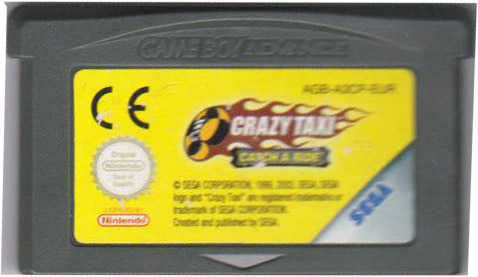 GAME BOY ADVANCE
AGB-A3CP-EUR
CE
CRAZY TAXI
CATCH A RIDE
Original
Nintendo
Seal of
Quality
© SEGA CORPORATION, 1999, 2003. SEGA, SEGA
logo and "Crazy Taxi" are registered trademarks or
trademark of SEGA CORPORATION.
Created and published by SEGA.
SEGA
Nintendo